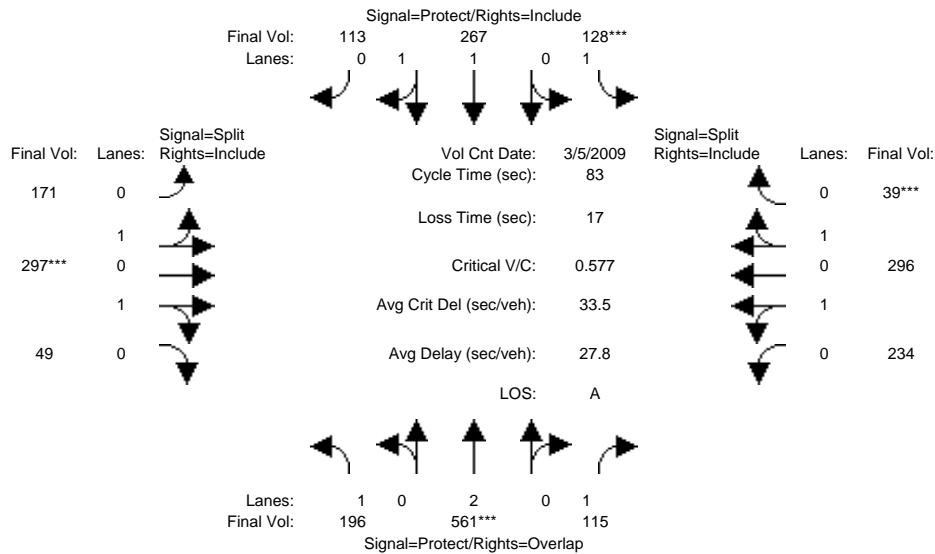 Signal=Protect/Rights=Include
Final Vol: 113 267 128***
Lanes: 0 1 1 0 1
Signal=Split
Final Vol: Lanes: Rights=Include
Vol Cnt Date: 3/5/2009
Signal=Split
Rights=Include Lanes: Final Vol:
Cycle Time (sec): 83
171 0
0 39***
Loss Time (sec): 17
1
1
297*** 0
Critical V/C: 0.577
0 296
1
Avg Crit Del (sec/veh): 33.5
1
49 0
Avg Delay (sec/veh): 27.8
0 234
LOS: A
Lanes: 1 0 2 0 1
Final Vol: 196 561*** 115
Signal=Protect/Rights=Overlap